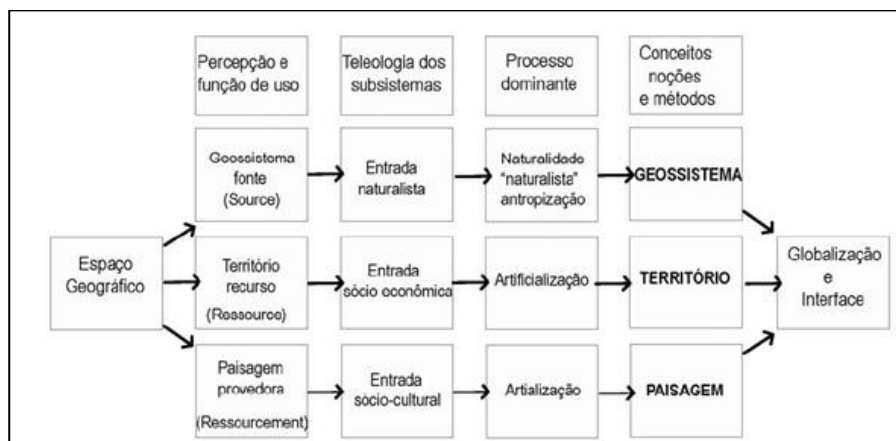 Percepção e
função de uso
Teleologia dos
subsistemas
Processo
dominante
Conceitos
noções
e métodos
Geossistema
fonte
(Source)
Entrada
naturalista
Naturalidade
"naturalista"
antropização
GEOSSISTEMA
Espaço
Geográfico
Território
recurso
(Ressource)
Entrada
sócio econômica
Artificialização
TERRITÓRIO
Globalização
e
Interface
Paisagem
provedora
(Ressourcement)
Entrada
sócio-cultural
Artialização
PAISAGEM